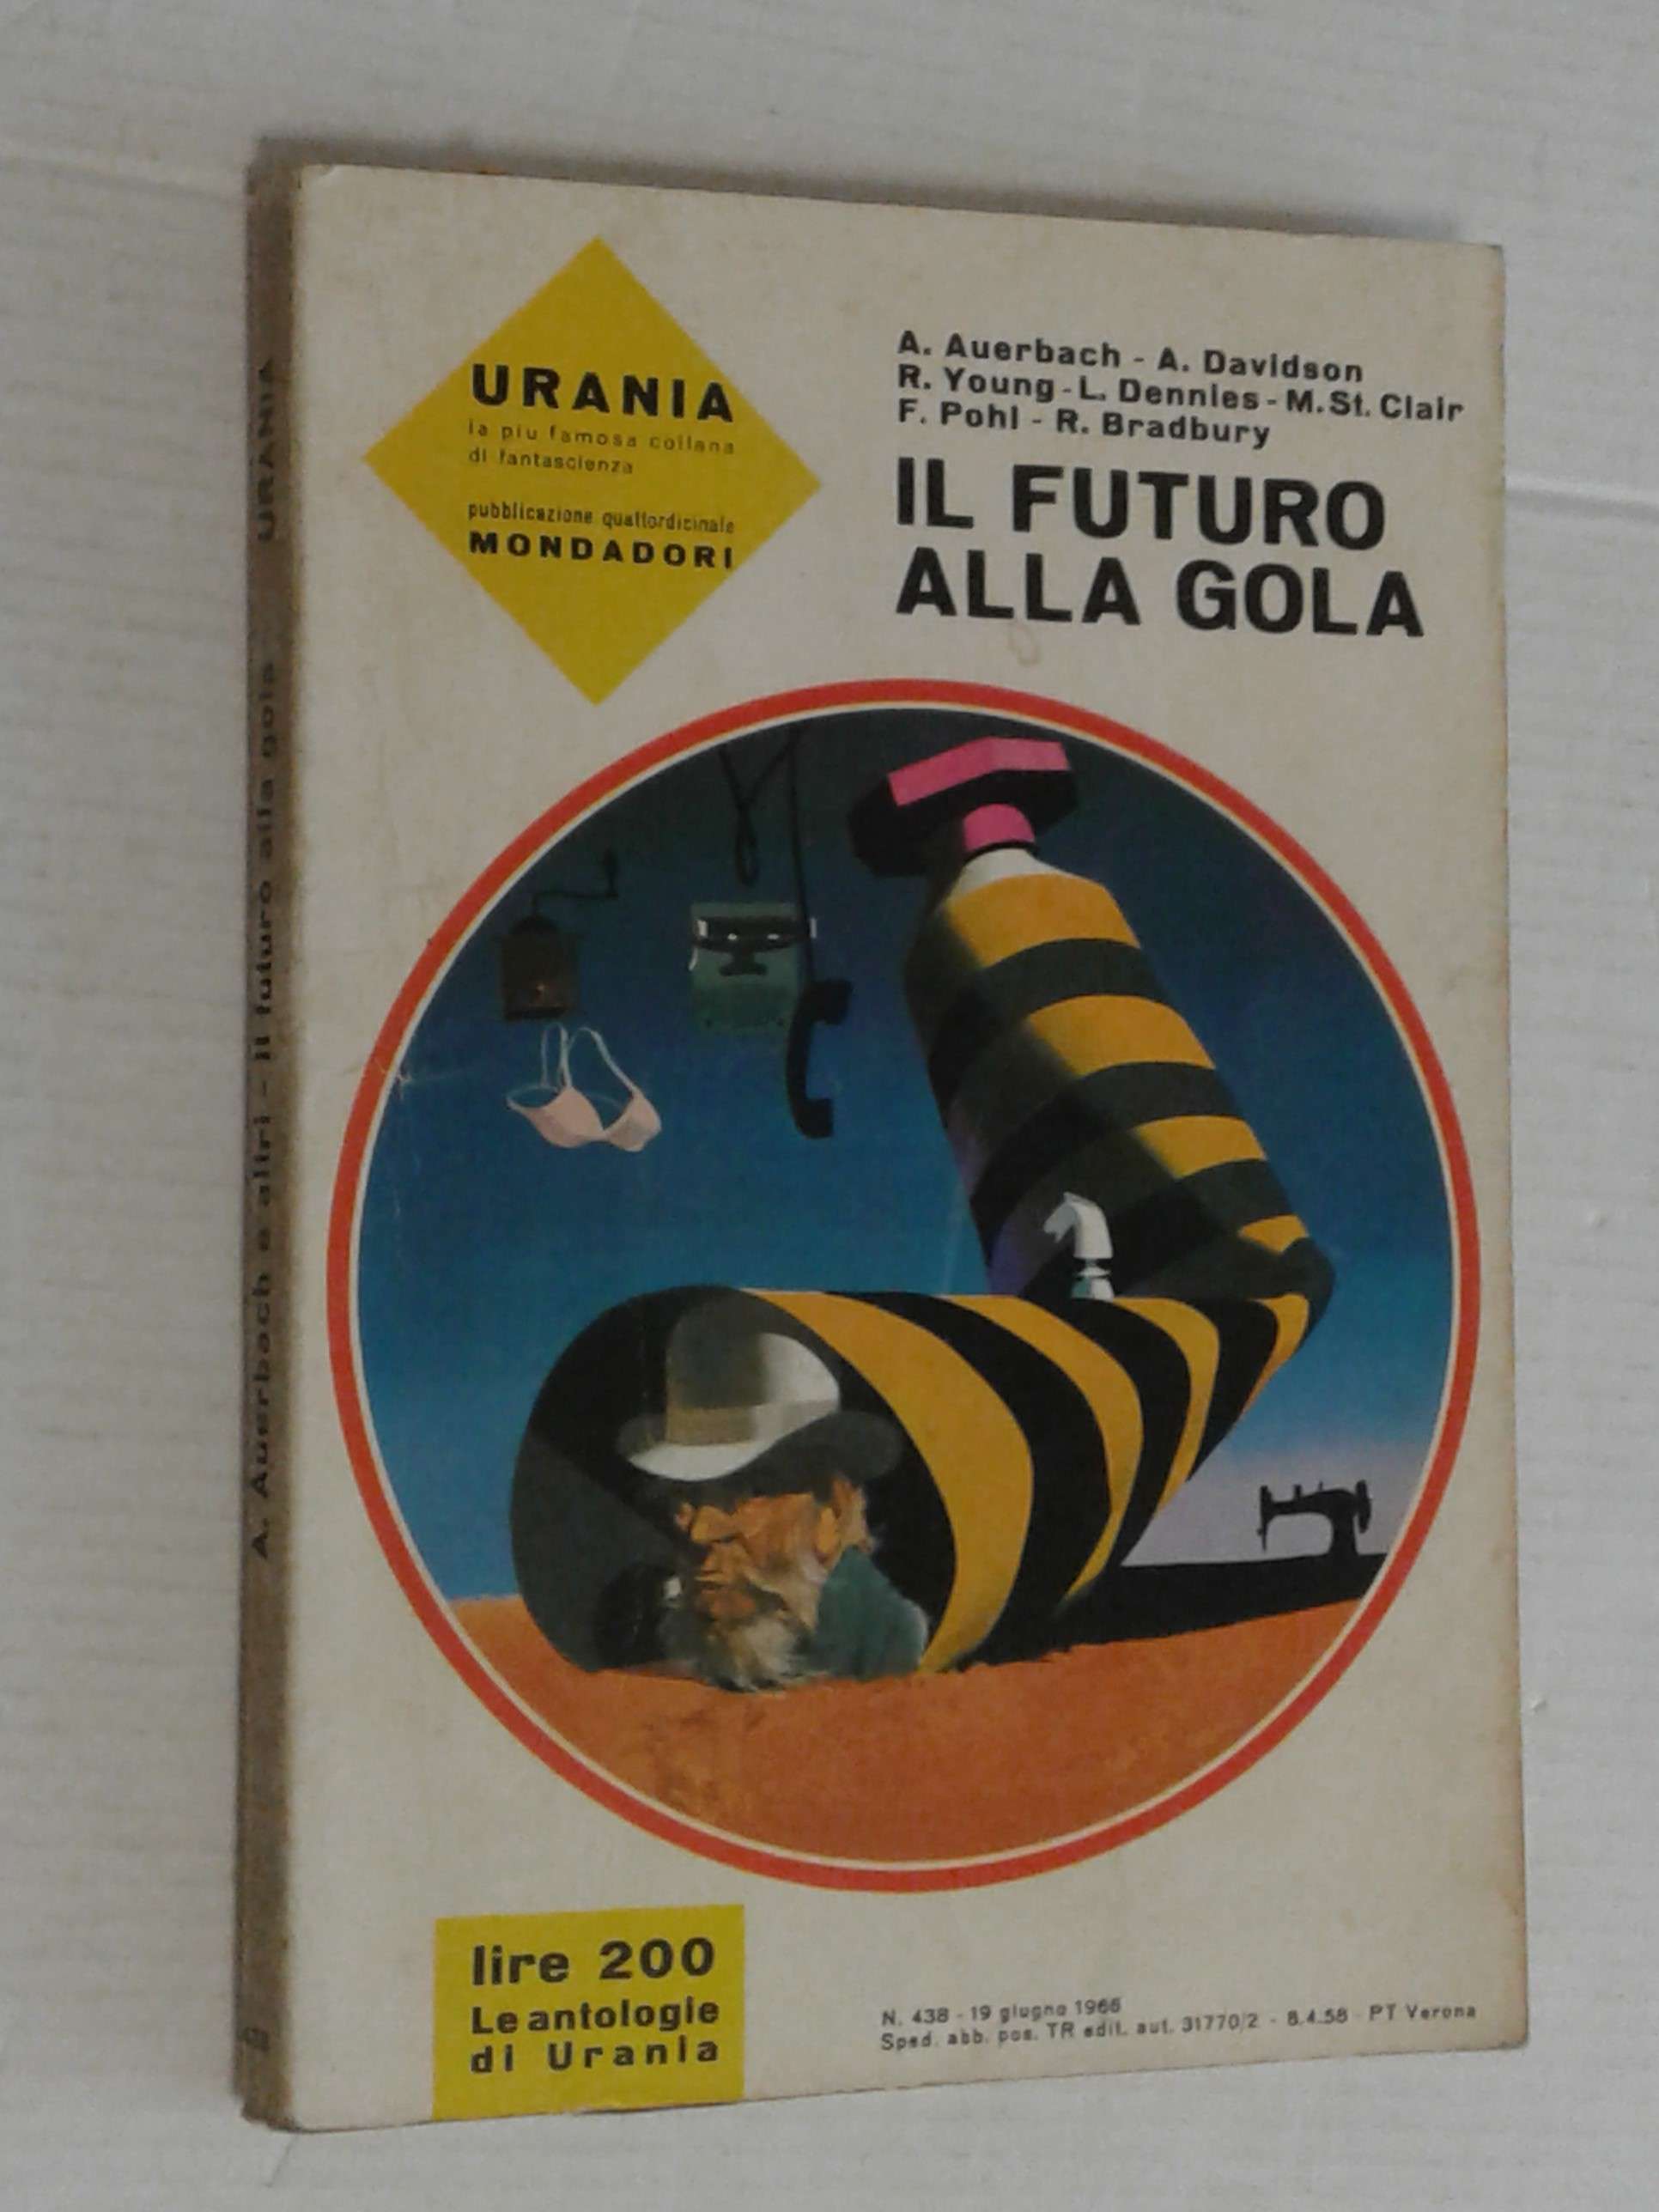 URANIA
la più famosa collana
di fantascienza
pubblicazione quattordicinale
MONDADORI
A. Auerbach - A. Davidson
R. Young - L. Dennies - M. St. Clair
F. Pohl - R. Bradbury
IL FUTURO
ALLA GOLA
lire 200
Le antologie
di Urania
N. 438 - 19 giugno 1966
Sped. abb. pos. TR edit. aut. 31770/2 - 8.4.58 - PT Verona
A. Auerbach e altri - il futuro alla gola
URANIA
438